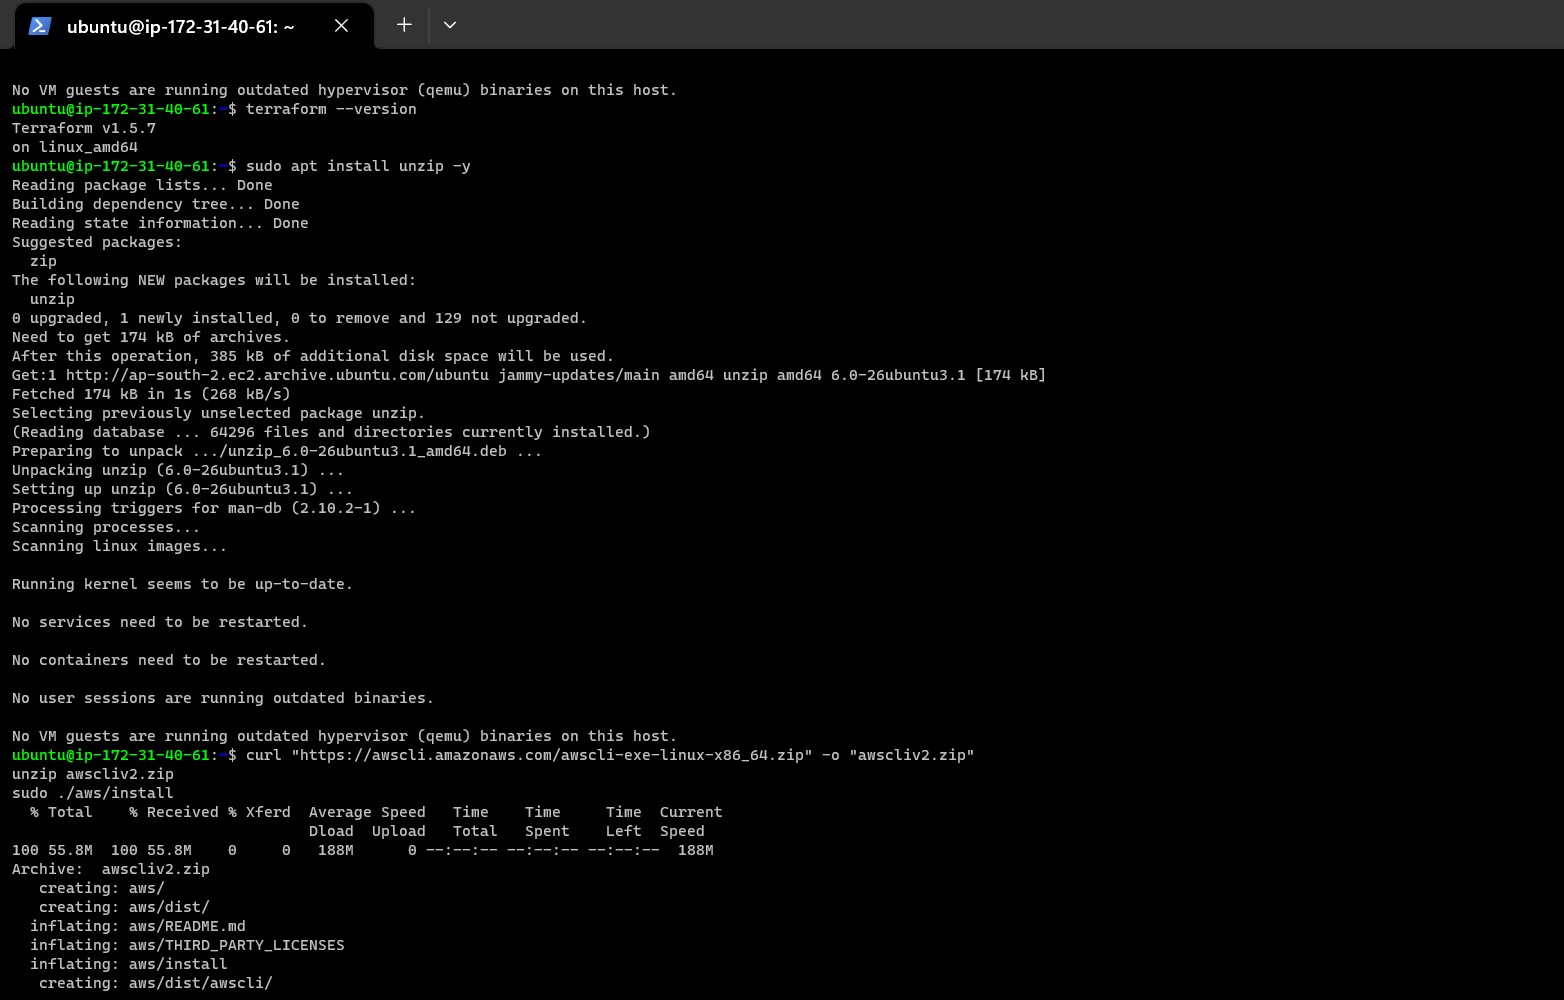 ubuntu@ip-172-31-40-61: ~
No VM guests are running outdated hypervisor (qemu) binaries on this host.
ubuntu@ip-172-31-40-61:~$ terraform --version
Terraform v1.5.7
on linux_amd64
ubuntu@ip-172-31-40-61:~$ sudo apt install unzip -y
Reading package lists... Done
Building dependency tree... Done
Reading state information... Done
Suggested packages:
  zip
The following NEW packages will be installed:
  unzip
0 upgraded, 1 newly installed, 0 to remove and 129 not upgraded.
Need to get 174 kB of archives.
After this operation, 385 kB of additional disk space will be used.
Get:1 http://ap-south-2.ec2.archive.ubuntu.com/ubuntu jammy-updates/main amd64 unzip amd64 6.0-26ubuntu3.1 [174 kB]
Fetched 174 kB in 1s (268 kB/s)
Selecting previously unselected package unzip.
(Reading database ... 64296 files and directories currently installed.)
Preparing to unpack .../unzip_6.0-26ubuntu3.1_amd64.deb ...
Unpacking unzip (6.0-26ubuntu3.1) ...
Setting up unzip (6.0-26ubuntu3.1) ...
Processing triggers for man-db (2.10.2-1) ...
Scanning processes...
Scanning linux images...
Running kernel seems to be up-to-date.
No services need to be restarted.
No containers need to be restarted.
No user sessions are running outdated binaries.
No VM guests are running outdated hypervisor (qemu) binaries on this host.
ubuntu@ip-172-31-40-61:~$ curl "https://awscli.amazonaws.com/awscli-exe-linux-x86_64.zip" -o "awscliv2.zip"
unzip awscliv2.zip
sudo ./aws/install
  % Total    % Received % Xferd  Average Speed   Time    Time     Time  Current
                                 Dload  Upload   Total   Spent    Left  Speed
100 55.8M  100 55.8M    0     0   188M      0 --:--:-- --:--:-- --:--:--  188M
Archive:  awscliv2.zip
   creating: aws/
   creating: aws/dist/
  inflating: aws/README.md
  inflating: aws/THIRD_PARTY_LICENSES
  inflating: aws/install
   creating: aws/dist/awscli/